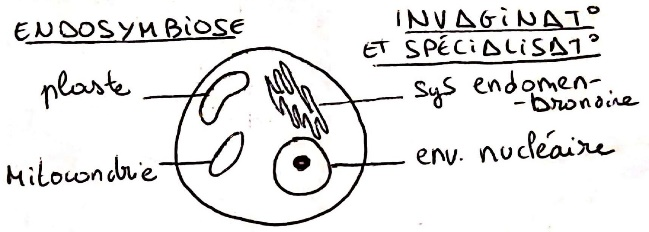 ENDOSYMBIOSE
INVAGINAT°
ET SPÉCIALISAT°
plaste
sys endomen-
-branaire
Mitocondrie
env. nucléaire